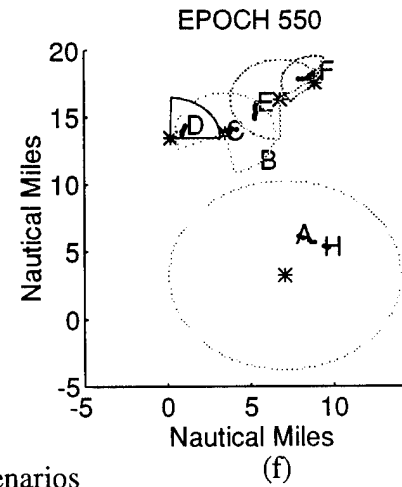 EPOCH 550
20
15
10
5
0
-5
Nautical Miles
F
E
D
C
B
A
H
-5 0 5 10
Nautical Miles
(f)
enarios